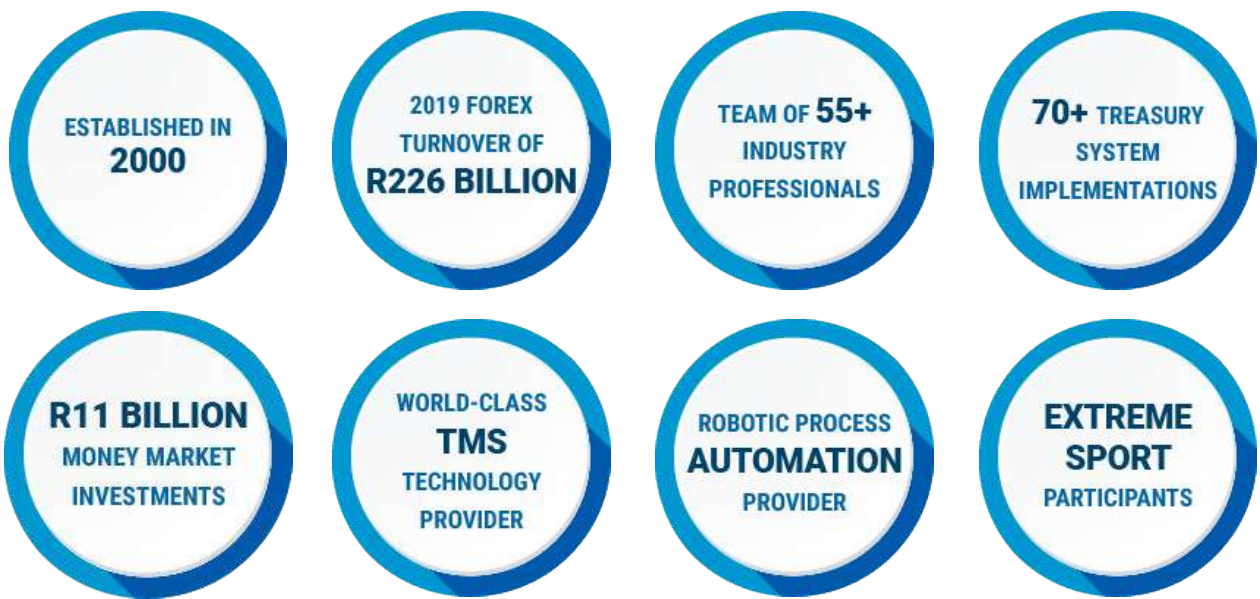 ESTABLISHED IN
2000
2019 FOREX
TURNOVER OF
R226 BILLION
TEAM OF 55+
INDUSTRY
PROFESSIONALS
70+ TREASURY
SYSTEM
IMPLEMENTATIONS
R11 BILLION
MONEY MARKET
INVESTMENTS
WORLD-CLASS
TMS
TECHNOLOGY
PROVIDER
ROBOTIC PROCESS
AUTOMATION
PROVIDER
EXTREME
SPORT
PARTICIPANTS